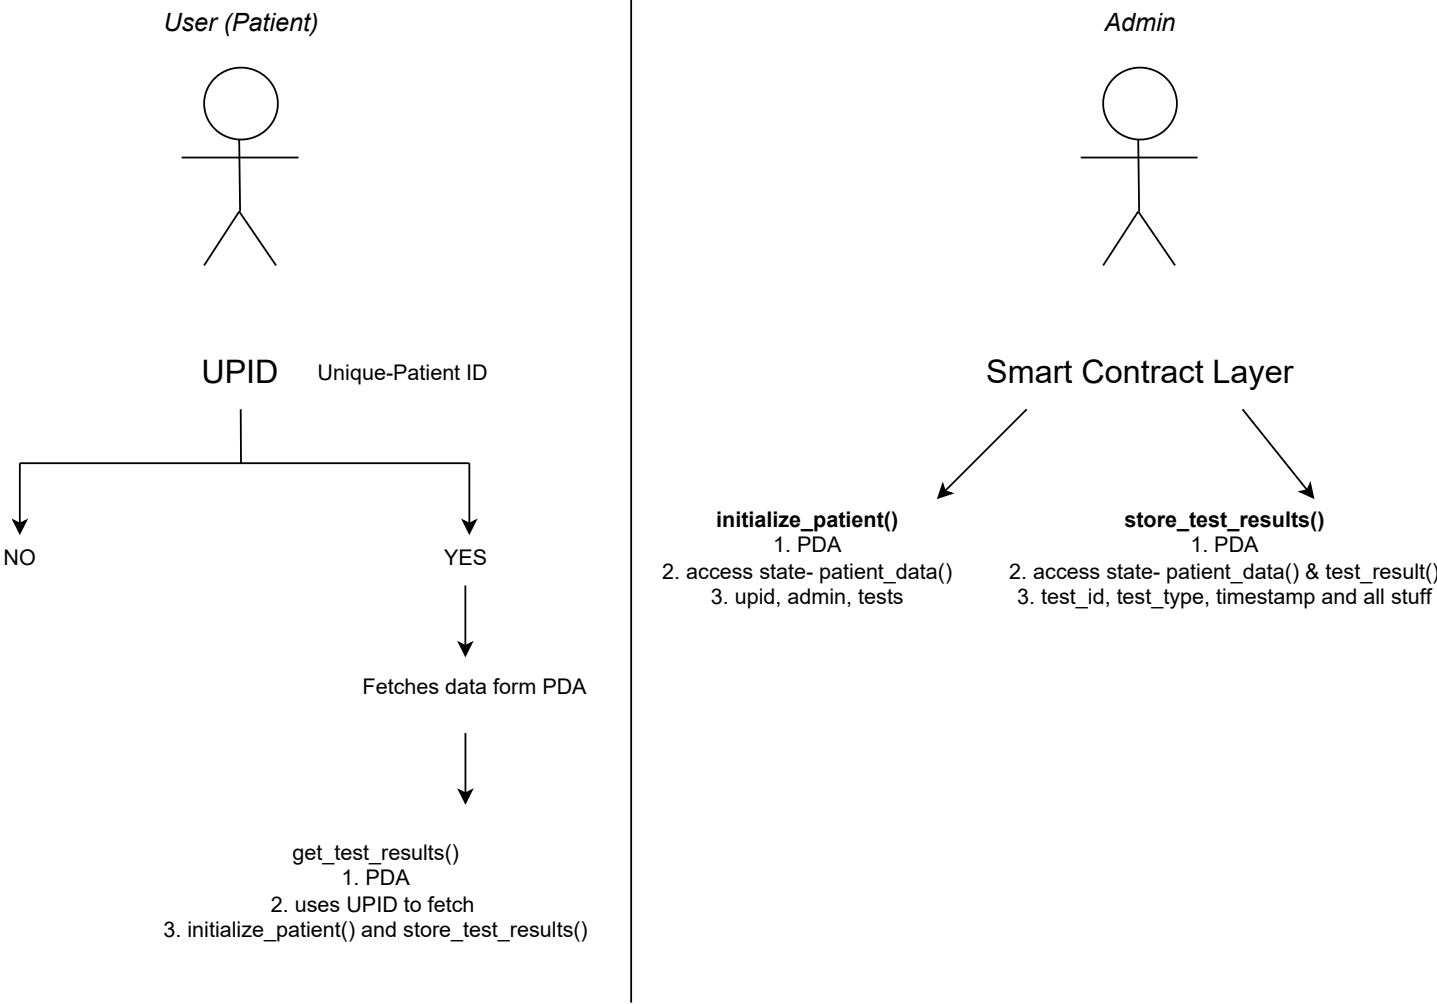 User (Patient)
UPID
Unique-Patient ID
NO
YES
Fetches data form PDA
get_test_results()
1. PDA
2. uses UPID to fetch
3. initialize_patient() and store_test_results()
Admin
Smart Contract Layer
initialize_patient()
1. PDA
2. access state- patient_data()
3. upid, admin, tests
store_test_results()
1. PDA
2. access state- patient_data() & test_result()
3. test_id, test_type, timestamp and all stuff